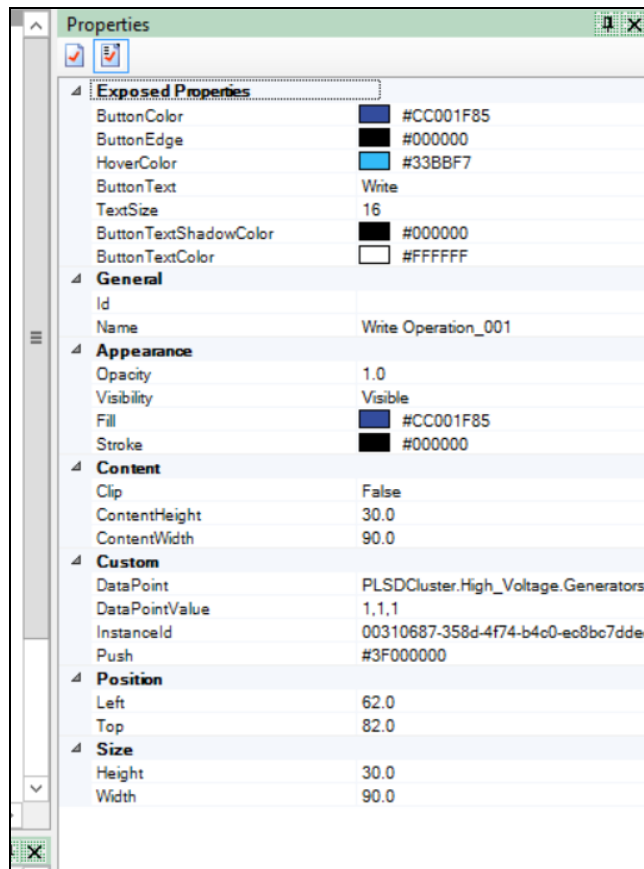 Properties
Exposed Properties
ButtonColor #CC001F85
ButtonEdge #000000
HoverColor #33BBF7
ButtonText Write
TextSize 16
ButtonTextShadowColor #000000
ButtonTextColor #FFFFFF
General
Id
Name Write Operation_001
Appearance
Opacity 1.0
Visibility Visible
Fill #CC001F85
Stroke #000000
Content
Clip False
ContentHeight 30.0
ContentWidth 90.0
Custom
DataPoint PLSDCluster.High_Voltage.Generators
DataPointValue 1,1,1
InstanceId 00310687-358d-4f74-b4c0-ec8bc7dde
Push #3F000000
Position
Left 62.0
Top 82.0
Size
Height 30.0
Width 90.0